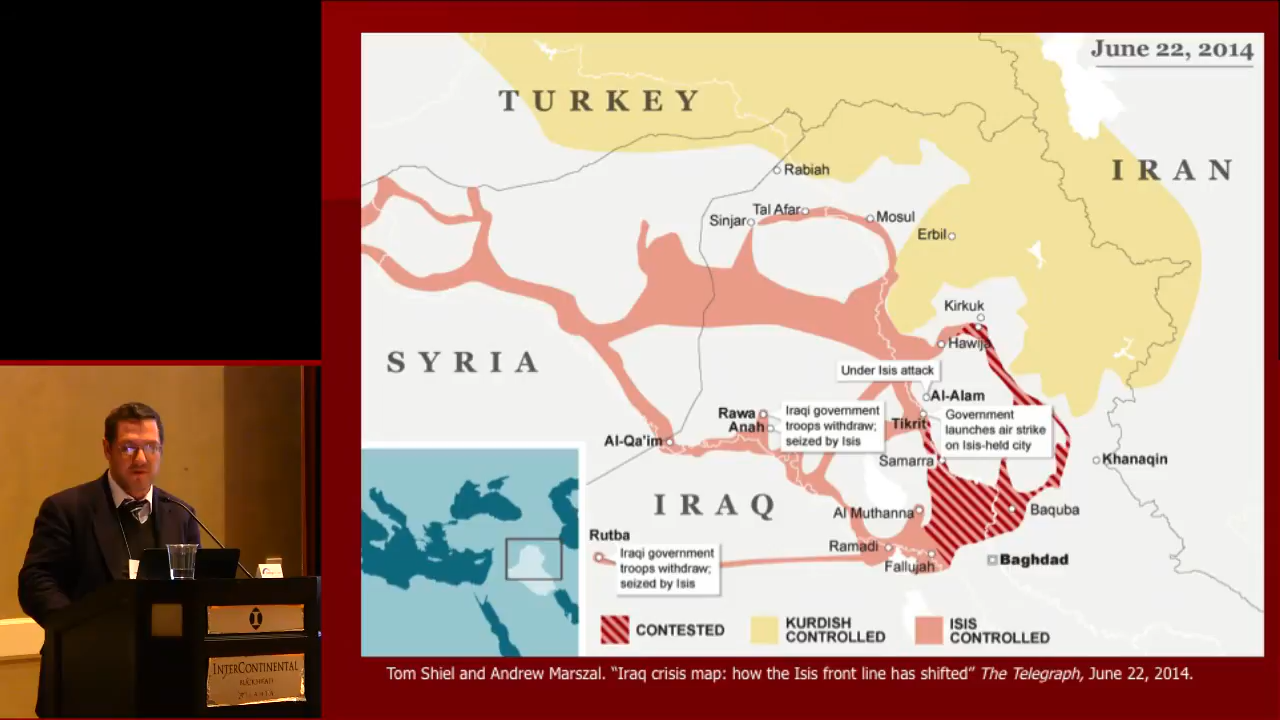 June 22, 2014
TURKEY
IRAN
Rabiah
Tal Afar
Sinjar
Mosul
Erbil
Kirkuk
Hawija
SYRIA
Under Isis attack
Al-Alam
Rawa
Anah
Iraqi government
troops withdraw;
seized by Isis
Tikrit
Government
launches air strike
on Isis-held city
Al-Qa'im
Samarra
Khanaqin
IRAQ
Al Muthanna
Baquba
Rutba
Iraqi government
troops withdraw;
seized by Isis
Ramadi
Fallujah
Baghdad
CONTESTED
KURDISH
CONTROLLED
ISIS
CONTROLLED
Tom Shiel and Andrew Marszal. “Iraq crisis map: how the Isis front line has shifted” The Telegraph, June 22, 2014.
INTERCONTINENTAL
BUCKHEAD